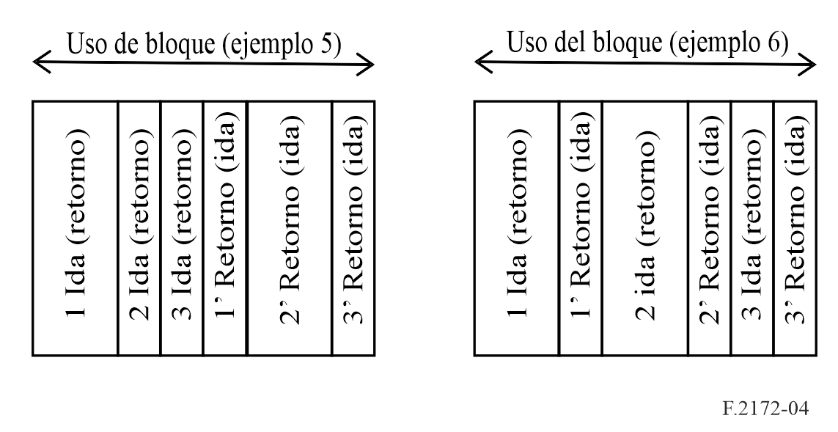 Uso de bloque (ejemplo 5)
1 Ida (retorno)
2 Ida (retorno)
3 Ida (retorno)
1’ Retorno (ida)
2’ Retorno (ida)
3’ Retorno (ida)
Uso del bloque (ejemplo 6)
1 Ida (retorno)
1’ Retorno (ida)
2 ida (retorno)
2’ Retorno (ida)
3 Ida (retorno)
3’ Retorno (ida)
F.2172-04